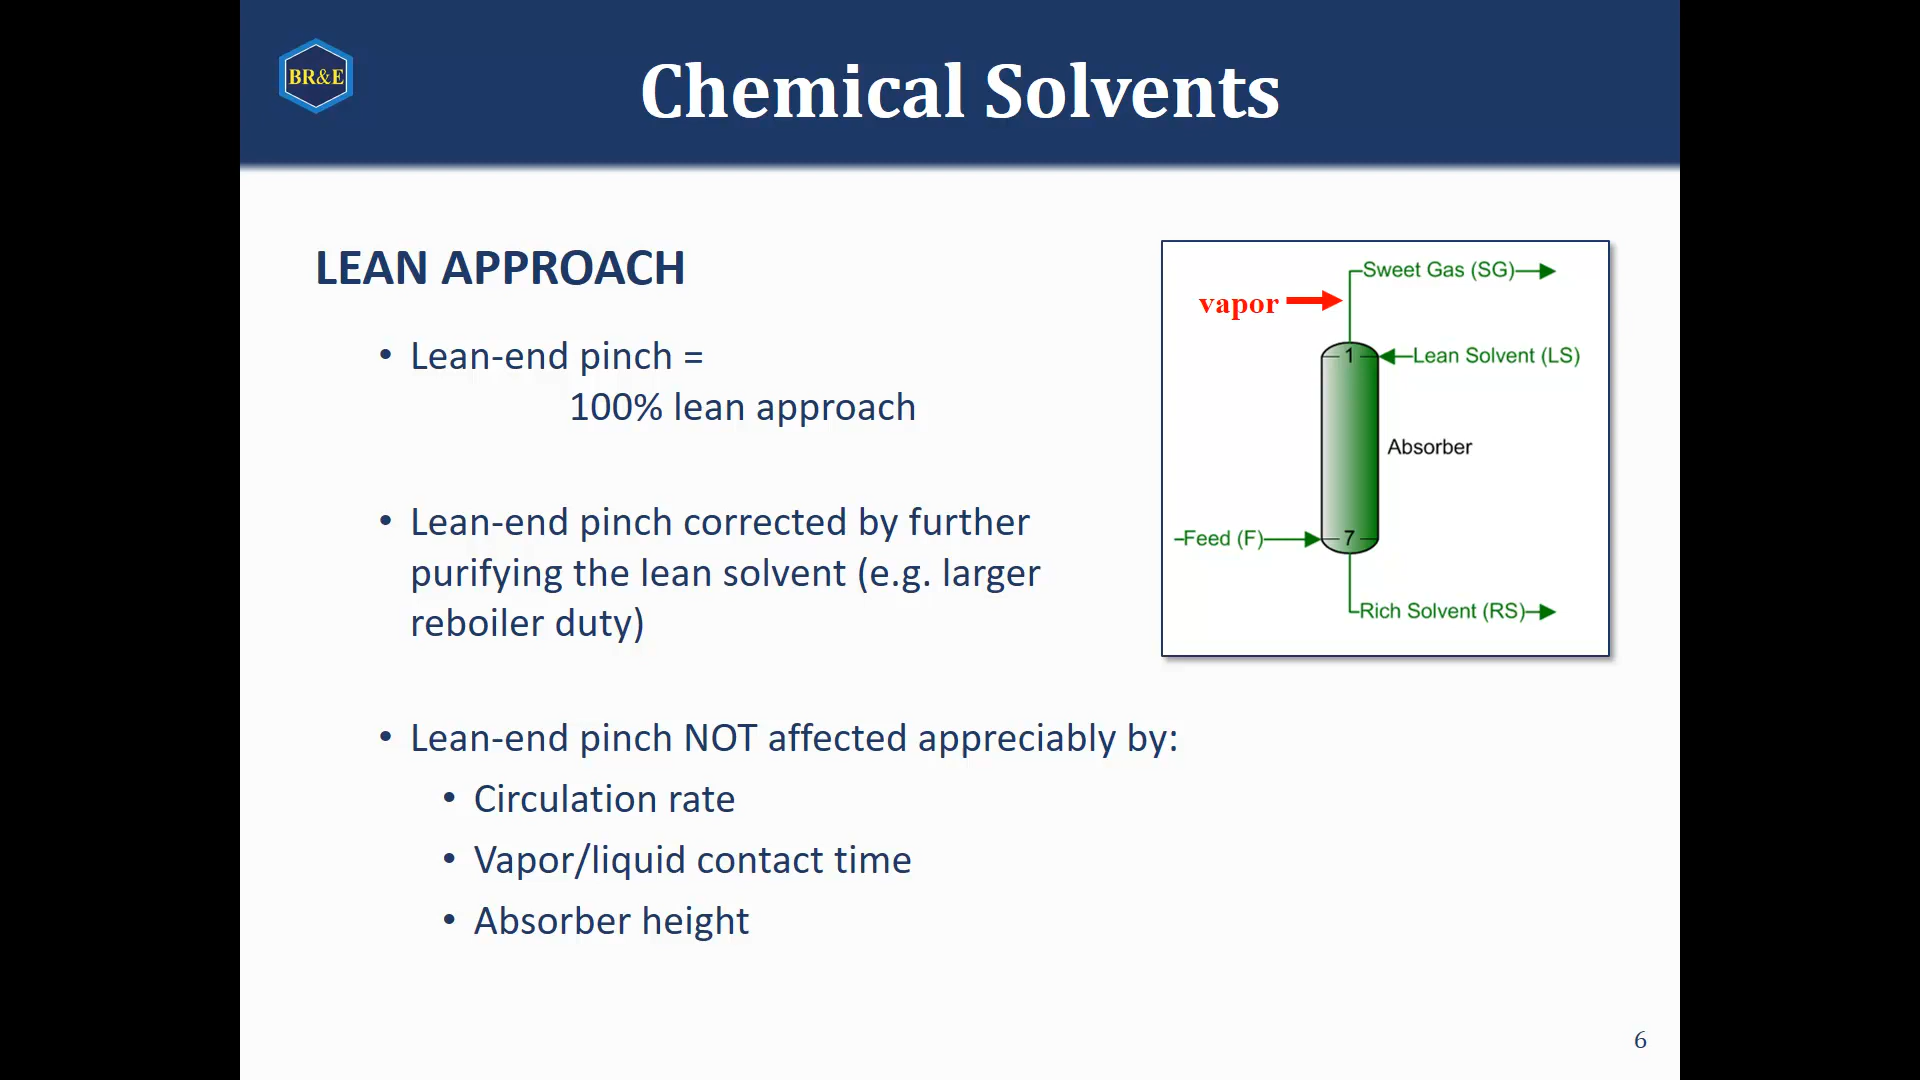 BR&E
Chemical Solvents
LEAN APPROACH
• Lean-end pinch =
100% lean approach
• Lean-end pinch corrected by further
purifying the lean solvent (e.g. larger
reboiler duty)
• Lean-end pinch NOT affected appreciably by:
• Circulation rate
• Vapor/liquid contact time
• Absorber height
Sweet Gas (SG)
vapor
1
Lean Solvent (LS)
Absorber
Feed (F)
7
Rich Solvent (RS)
6